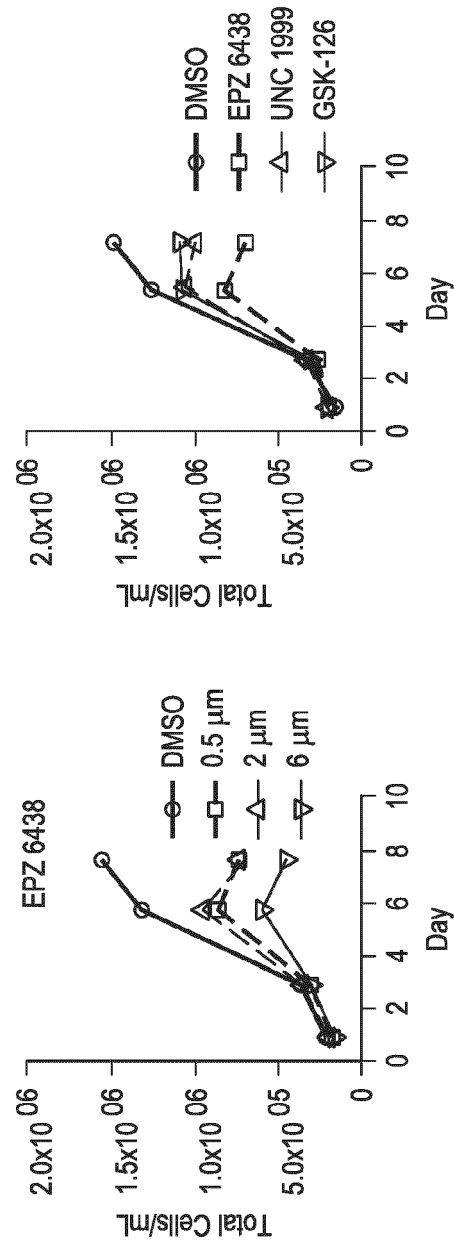 EPZ 6438
Total Cells/mL
2.0x10 06
1.5x10 06
1.0x10 06
5.0x10 05
0
0 2 4 6 8 10
Day
DMSO
0.5 µm
2 µm
6 µm
Total Cells/mL
2.0x10 06
1.5x10 06
1.0x10 06
5.0x10 05
0
0 2 4 6 8 10
Day
DMSO
EPZ 6438
UNC 1999
GSK-126